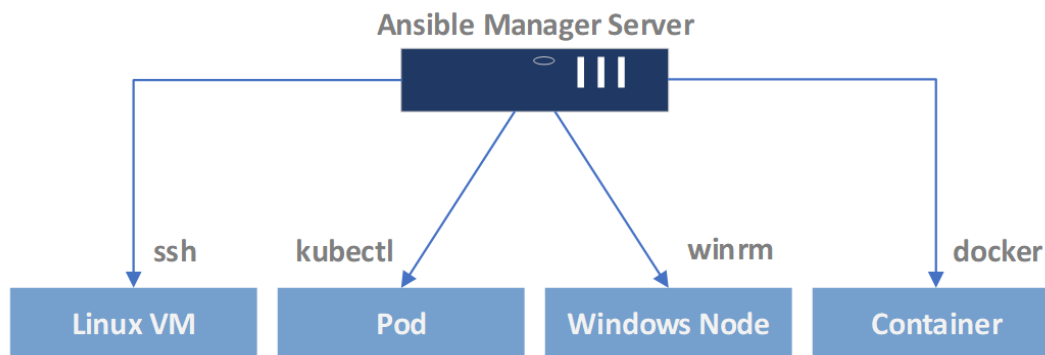 Ansible Manager Server
ssh
kubectl
winrm
docker
Linux VM
Pod
Windows Node
Container